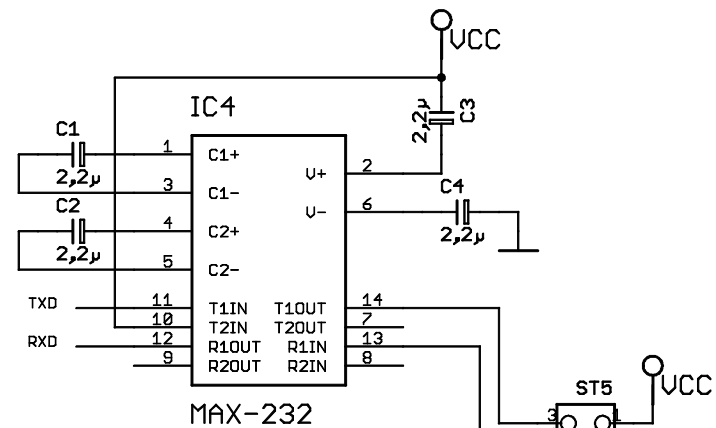 VCC
IC4
2,2µ
C3
C1
2,2µ
1
C1+
3
C1-
V+
2
C4
2,2µ
V-
6
C2
2,2µ
4
C2+
5
C2-
TXD
11
T1IN
T1OUT
14
10
T2IN
T2OUT
7
RXD
12
R1OUT
R1IN
13
9
R2OUT
R2IN
8
VCC
ST5
3
1
MAX-232